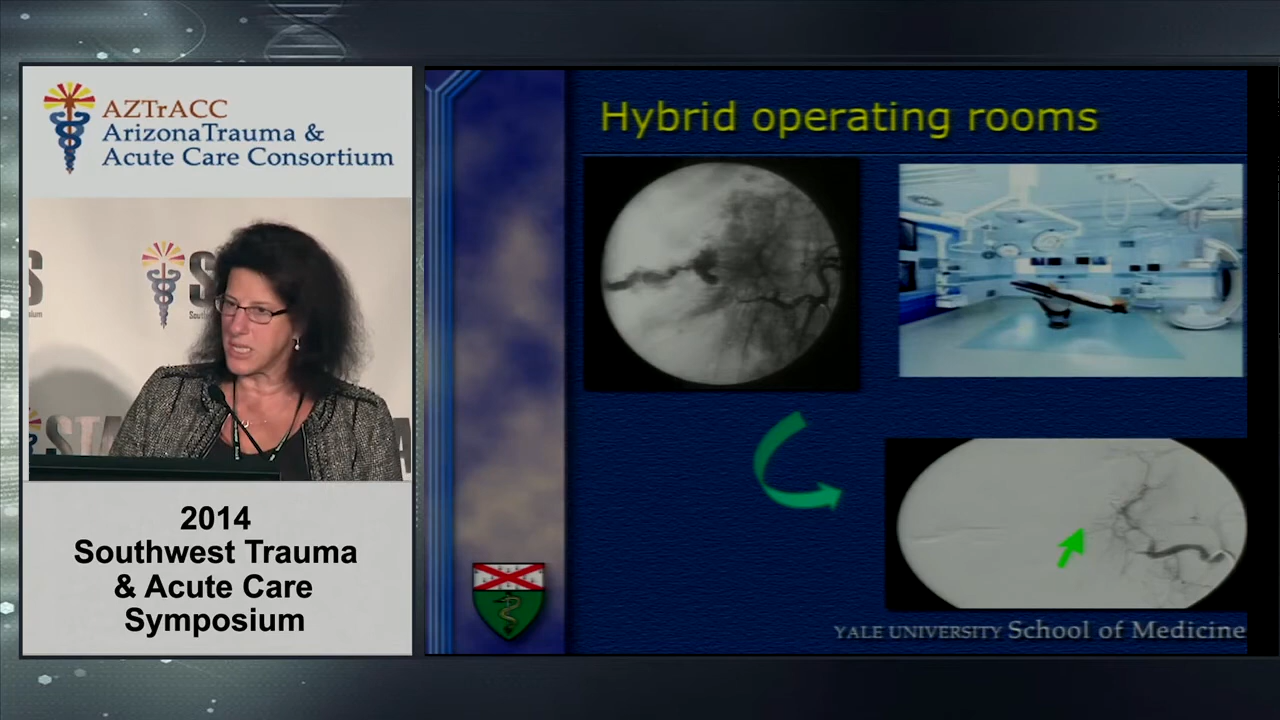 AZTrACC
ArizonaTrauma &
Acute Care Consortium
2014
Southwest Trauma
& Acute Care
Symposium
Hybrid operating rooms
YALE UNIVERSITY School of Medicine